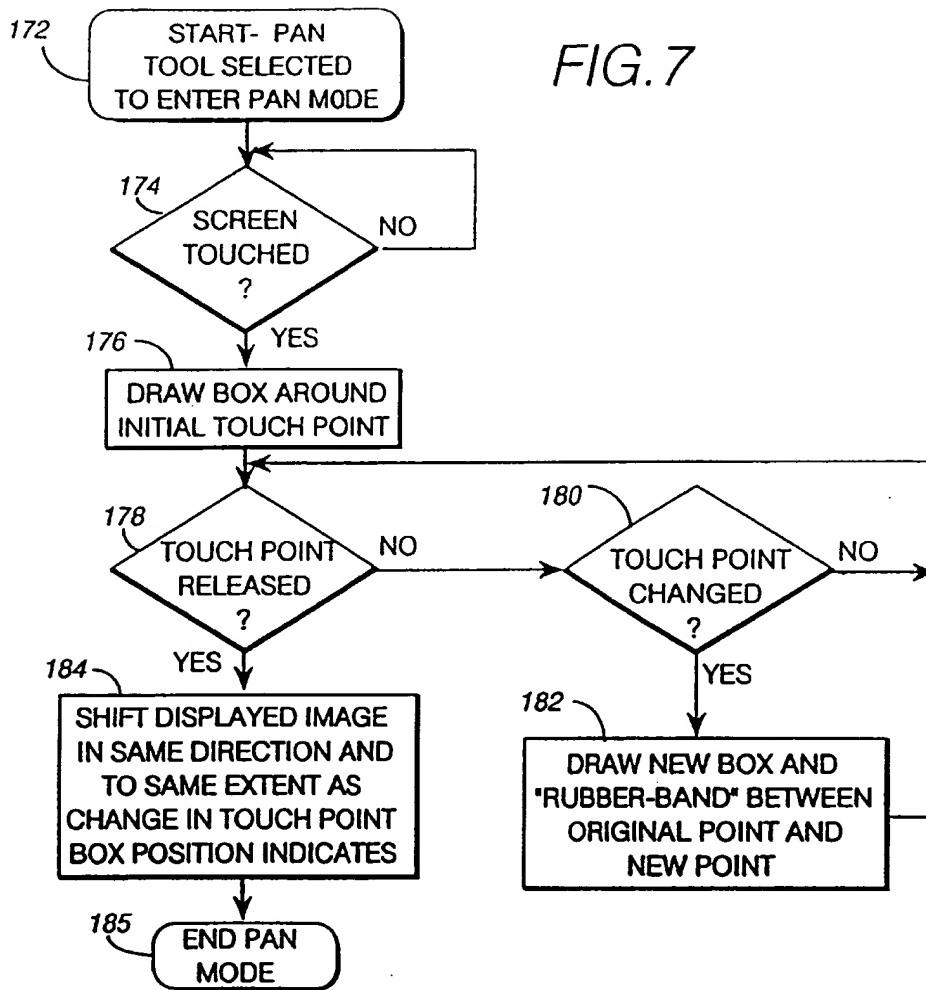 FIG.7
172
START- PAN
TOOL SELECTED
TO ENTER PAN MODE
174
SCREEN
TOUCHED
?
NO
YES
176
DRAW BOX AROUND
INITIAL TOUCH POINT
178
TOUCH POINT
RELEASED
?
NO
YES
180
TOUCH POINT
CHANGED
?
NO
YES
182
DRAW NEW BOX AND
"RUBBER-BAND" BETWEEN
ORIGINAL POINT AND
NEW POINT
184
SHIFT DISPLAYED IMAGE
IN SAME DIRECTION AND
TO SAME EXTENT AS
CHANGE IN TOUCH POINT
BOX POSITION INDICATES
185
END PAN
MODE